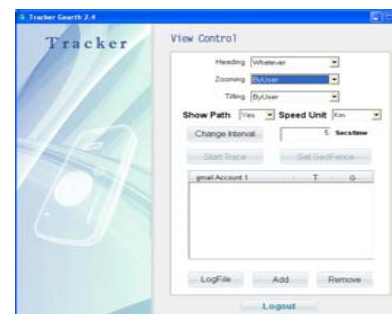 Tracker Gearth 2.4
Tracker
View Control
Heading Whatever
Zooming ByUser
Tilting ByUser
Show Path Yes Speed Unit Km
Change Interval 5 Secs/time
Start Trace Set GeoFence
gmail Account 1 T G
LogFile Add Remove
Logout